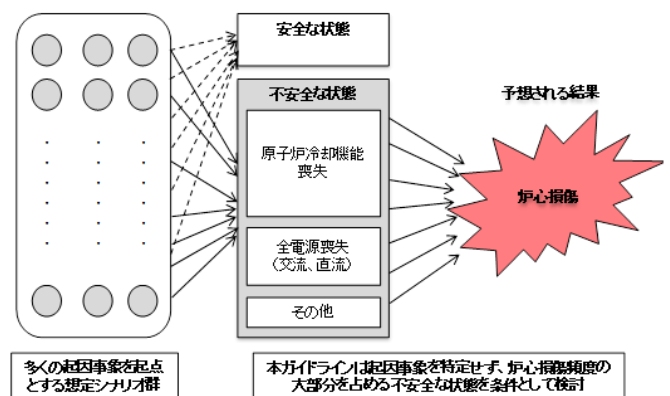 安全な状態
不安全な状態
原子炉冷却機能
喪失
全電源喪失
(交流、直流)
その他
予想される結果
炉心損傷
多くの起因事象を起点
とする想定シナリオ群
本ガイドラインは起因事象を特定せず、炉心損傷頻度の
大部分を占める不安全な状態を条件として検討